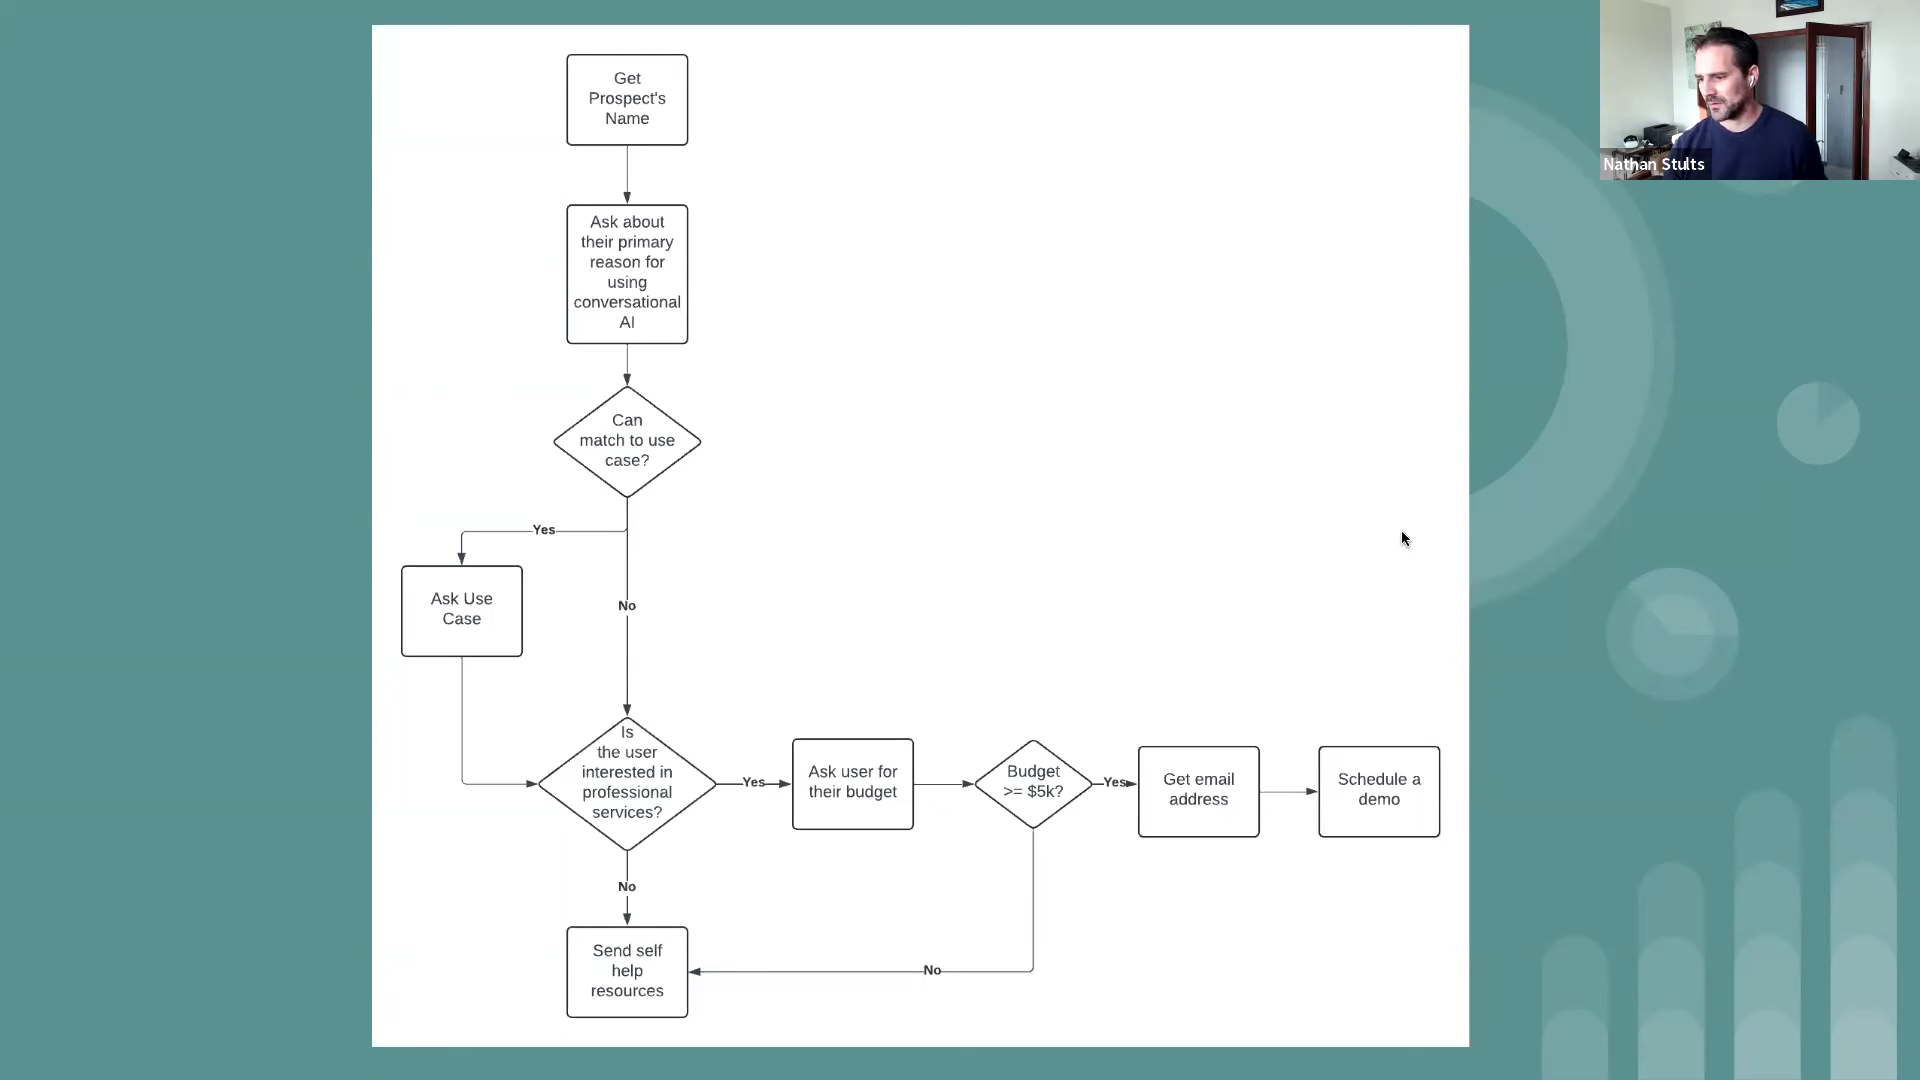 Get
Prospect's
Name
Nathan Stults
Ask about
their primary
reason for
using
conversational
AI
Can
match to use
case?
Yes
Ask Use
Case
No
Is
the user
interested in
professional
services?
Yes
Ask user for
their budget
Budget
>= $5k?
Yes
Get email
address
Schedule a
demo
No
Send self
help
resources
No